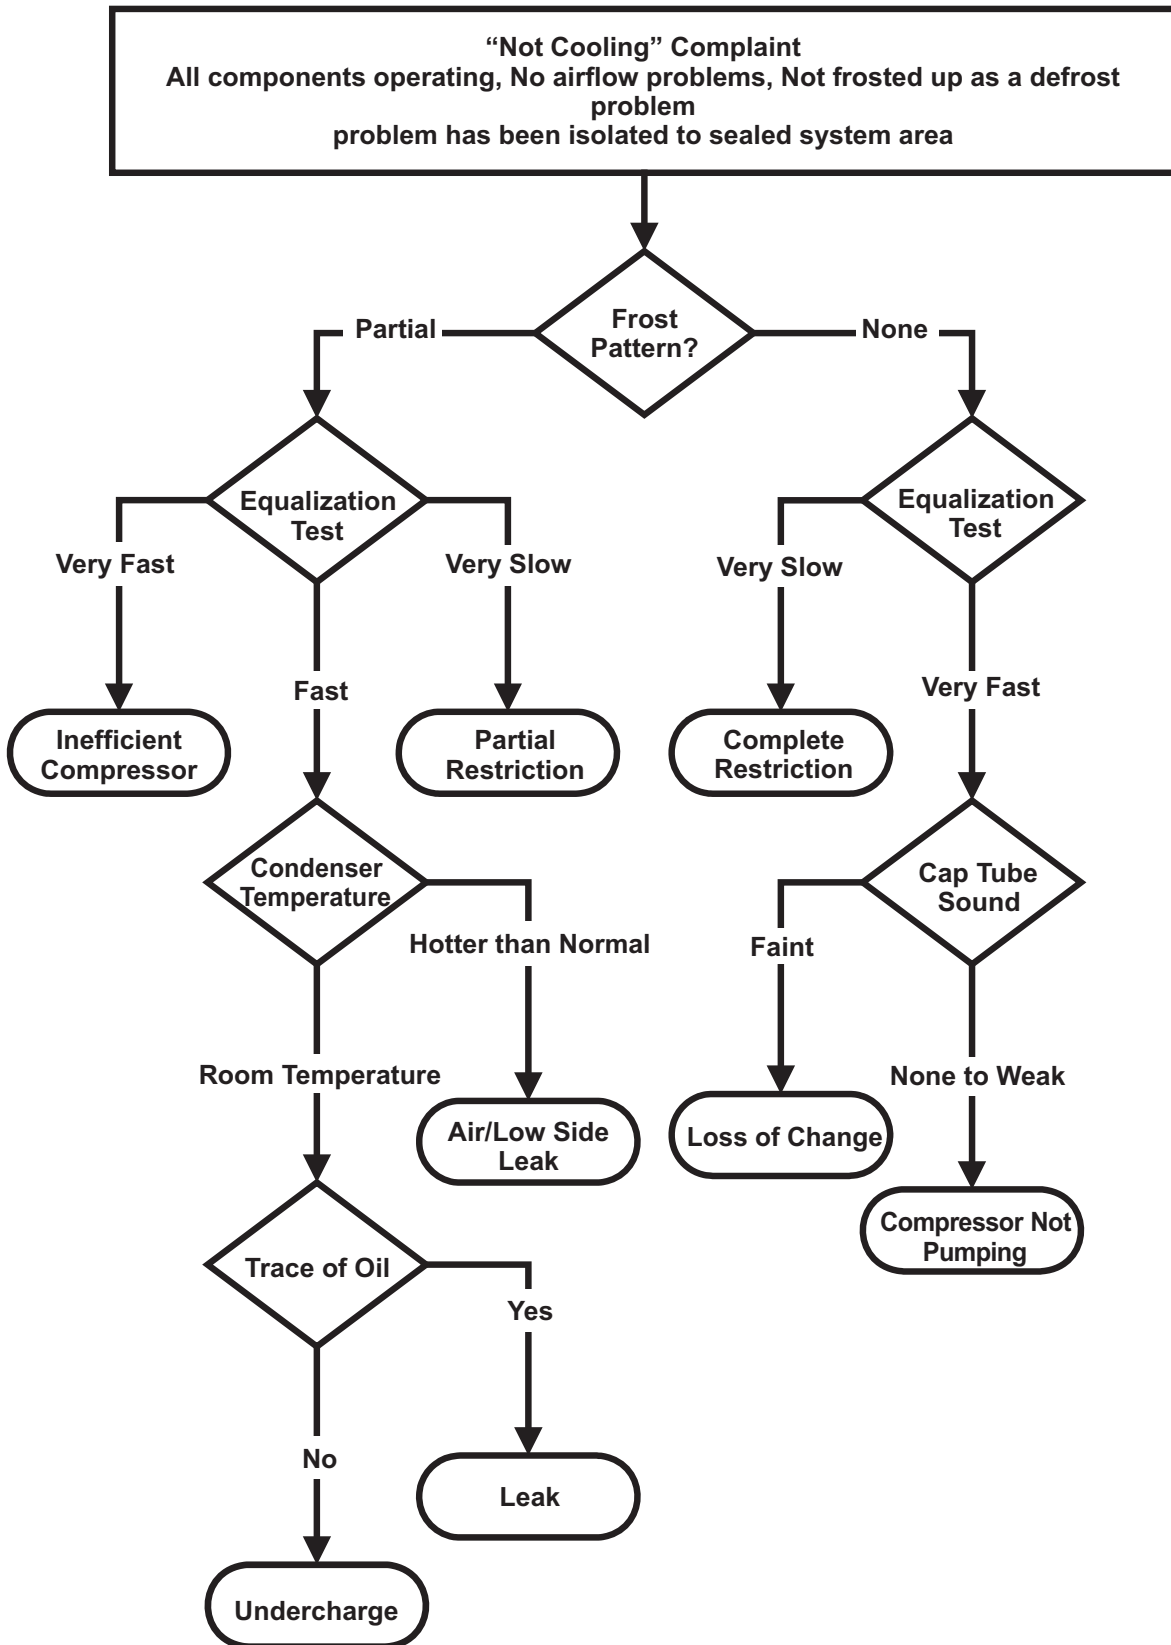 “Not Cooling” Complaint
All components operating, No airflow problems, Not frosted up as a defrost
problem
problem has been isolated to sealed system area
Frost
Pattern?
Partial
None
Equalization
Test
Equalization
Test
Very Fast
Very Slow
Very Slow
Fast
Very Fast
Inefficient
Compressor
Partial
Restriction
Complete
Restriction
Condenser
Temperature
Cap Tube
Sound
Hotter than Normal
Faint
Room Temperature
None to Weak
Air/Low Side
Leak
Loss of Change
Compressor Not
Pumping
Trace of Oil
Yes
No
Leak
Undercharge